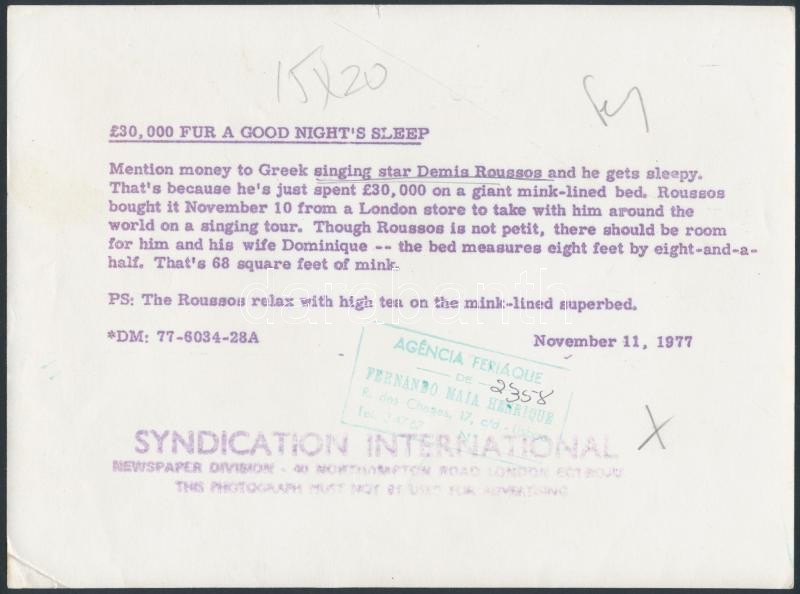 15x20
£30,000 FUR A GOOD NIGHT'S SLEEP
Mention money to Greek singing star Demis Roussos and he gets sleepy.
That's because he's just spent £30,000 on a giant mink-lined bed. Roussos
bought it November 10 from a London store to take with him around the
world on a singing tour. Though Roussos is not petit, there should be room
for him and his wife Dominique -- the bed measures eight feet by eight-and-a-
half. That's 68 square feet of mink.
PS: The Roussos relax with high tea on the mink-lined superbed.
darabanth
*DM: 77-6034-28A
November 11, 1977
AGÊNCIA FERIAQUE
DE
2358
FERNANDO MAIA HENRIQUE
R. das Chagas, 17, c/d -
Tel.
SYNDICATION INTERNATIONAL
NEWSPAPER DIVISION - 40 NORTHAMPTON ROAD LONDON
THIS PHOTOGRAPH MUST NOT BE USED FOR ADVERTISING
X